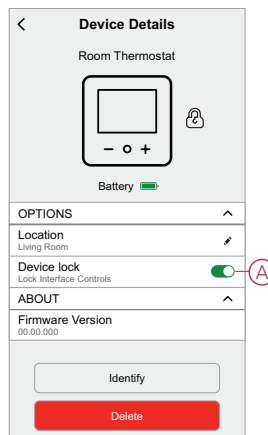 Device Details
Room Thermostat
Battery
OPTIONS
Location
Living Room
Device lock
Lock Interface Controls
A
ABOUT
Firmware Version
00.00.000
Identify
Delete